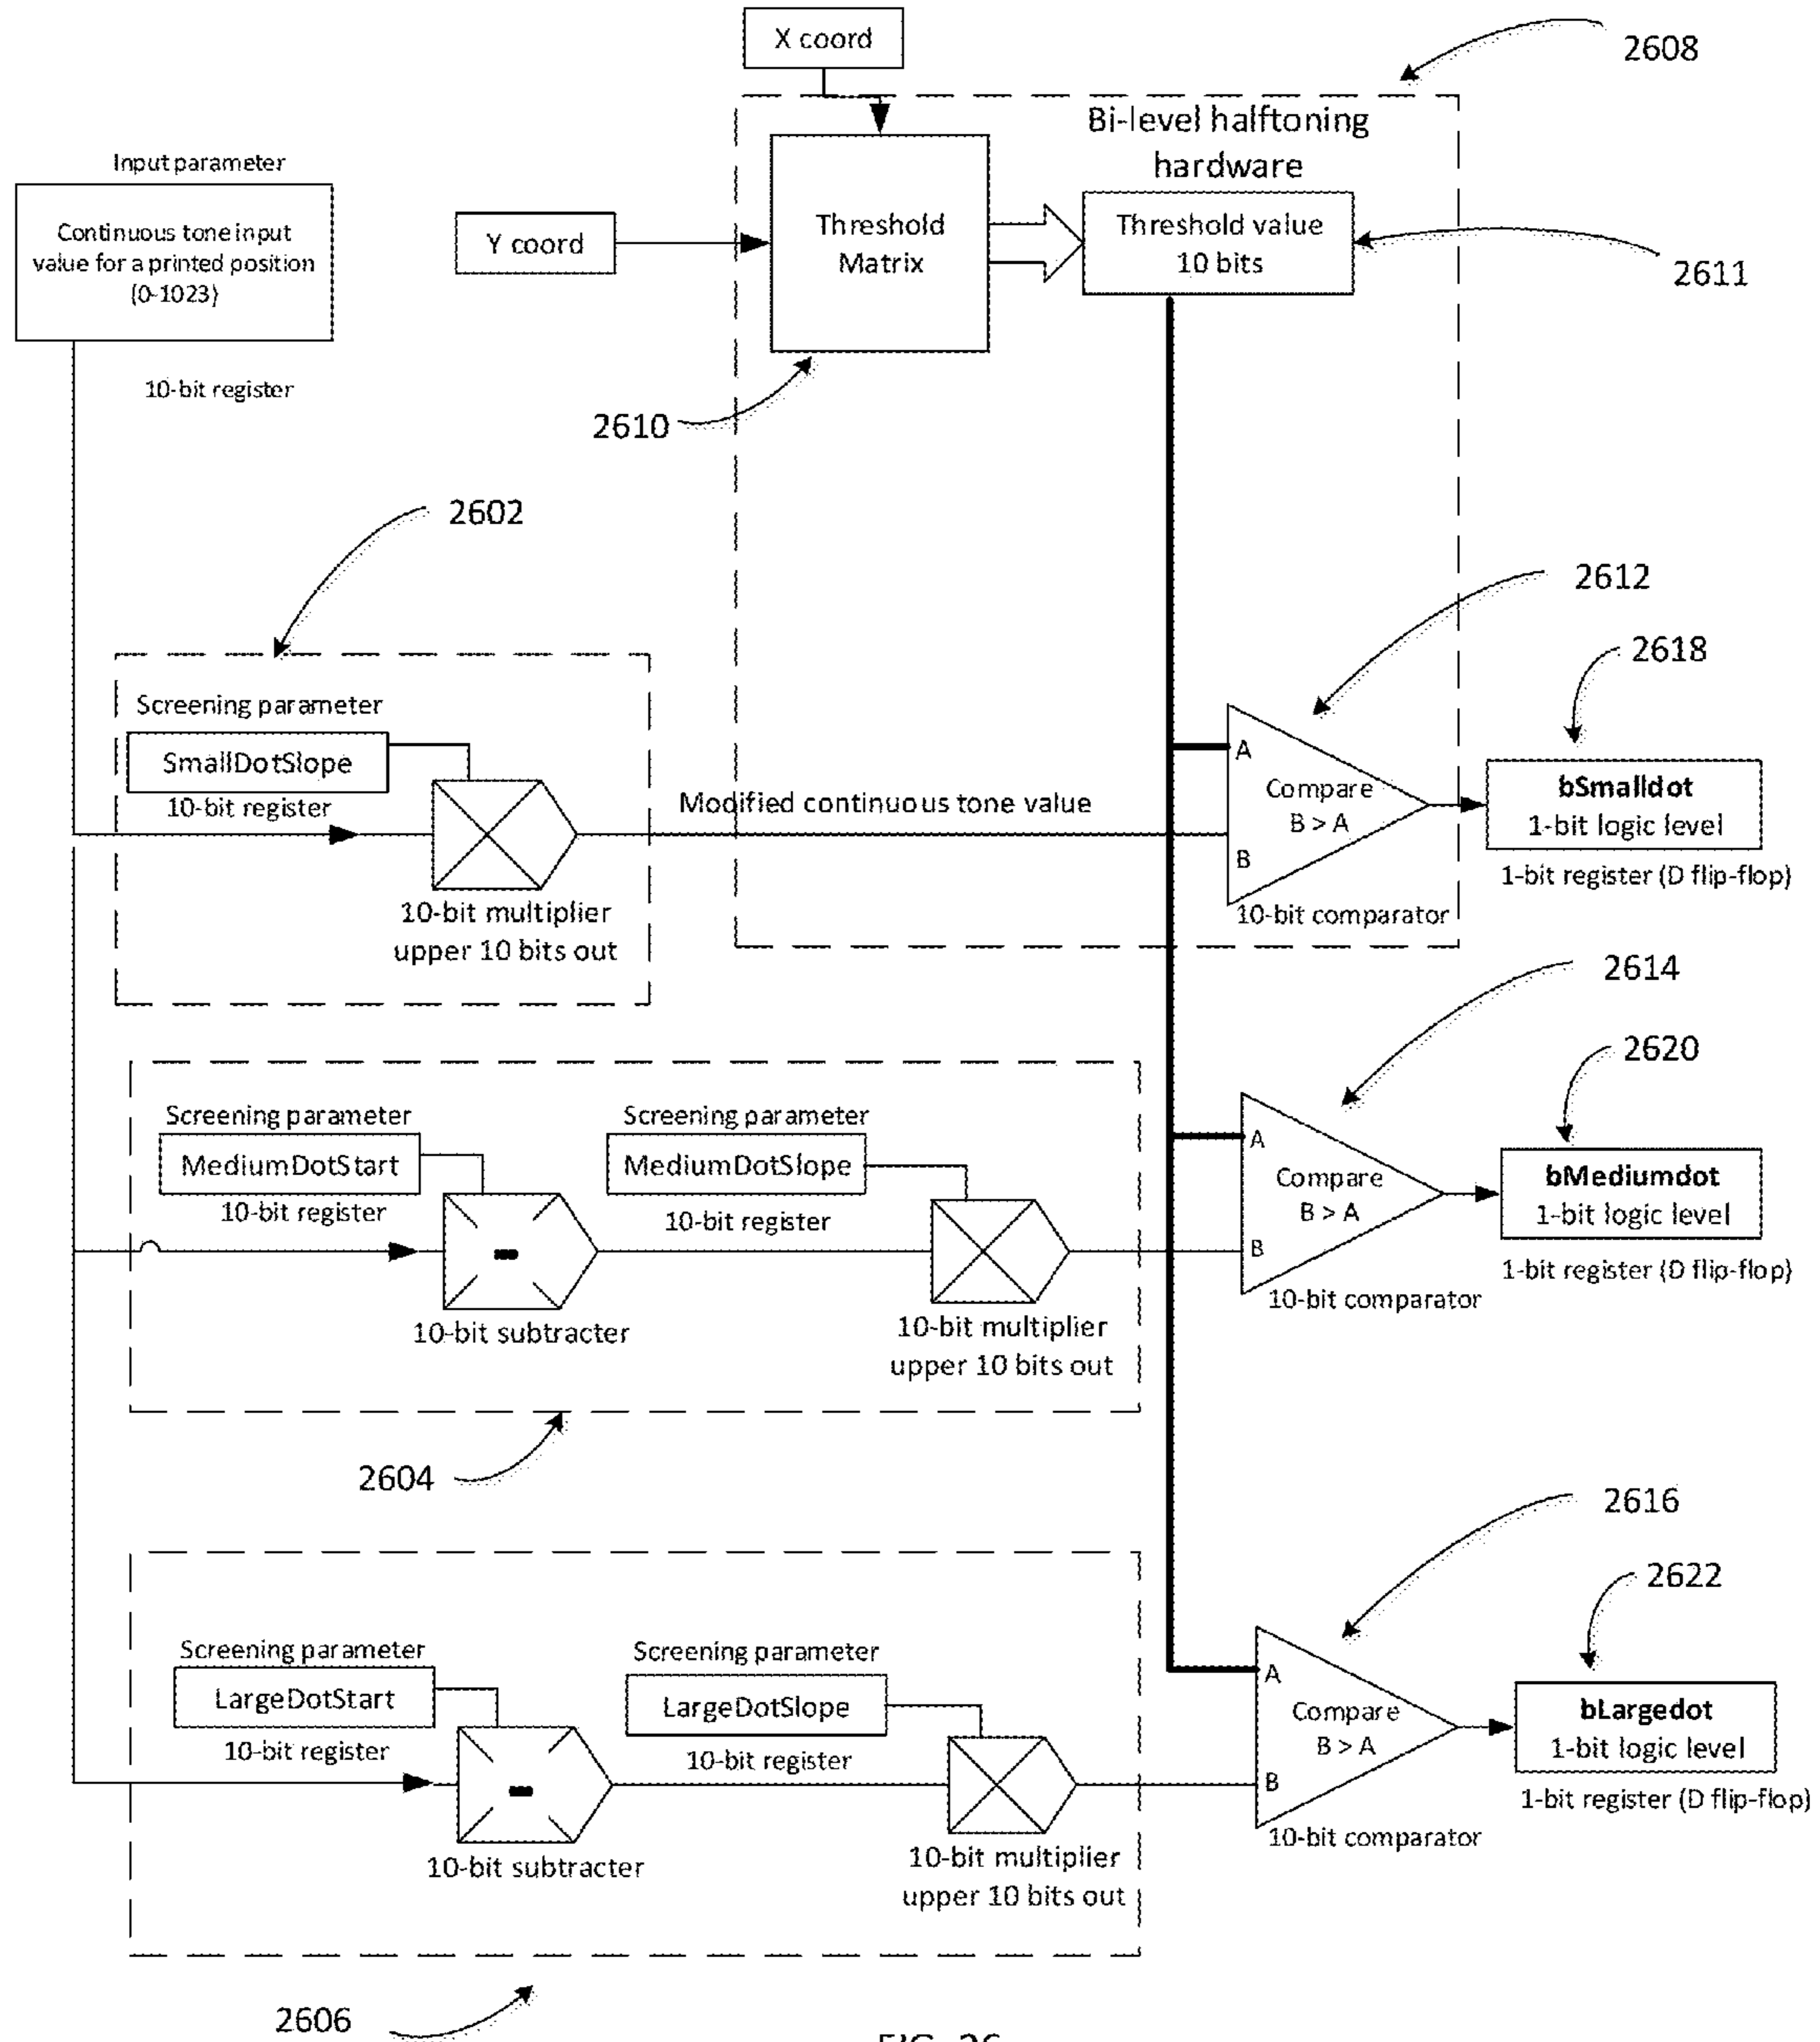 X coord
2608
Bi-level halftoning
hardware
Input parameter
Continuous tone input
value for a printed position
(0-1023)
10-bit register
Y coord
Threshold
Matrix
Threshold value
10 bits
2611
2610
2602
2612
2618
Screening parameter
SmallDotSlope
10-bit register
10-bit multiplier
upper 10 bits out
Modified continuous tone value
A
Compare
B > A
B
10-bit comparator
bSmalldot
1-bit logic level
1-bit register (D flip-flop)
2614
2620
Screening parameter
MediumDotStart
10-bit register
10-bit subtracter
Screening parameter
MediumDotSlope
10-bit register
10-bit multiplier
upper 10 bits out
A
Compare
B > A
B
10-bit comparator
bMediumdot
1-bit logic level
1-bit register (D flip-flop)
2604
2616
2622
Screening parameter
LargeDotStart
10-bit register
10-bit subtracter
Screening parameter
LargeDotSlope
10-bit register
10-bit multiplier
upper 10 bits out
A
Compare
B > A
B
10-bit comparator
bLargedot
1-bit logic level
1-bit register (D flip-flop)
2606
FIG. 26